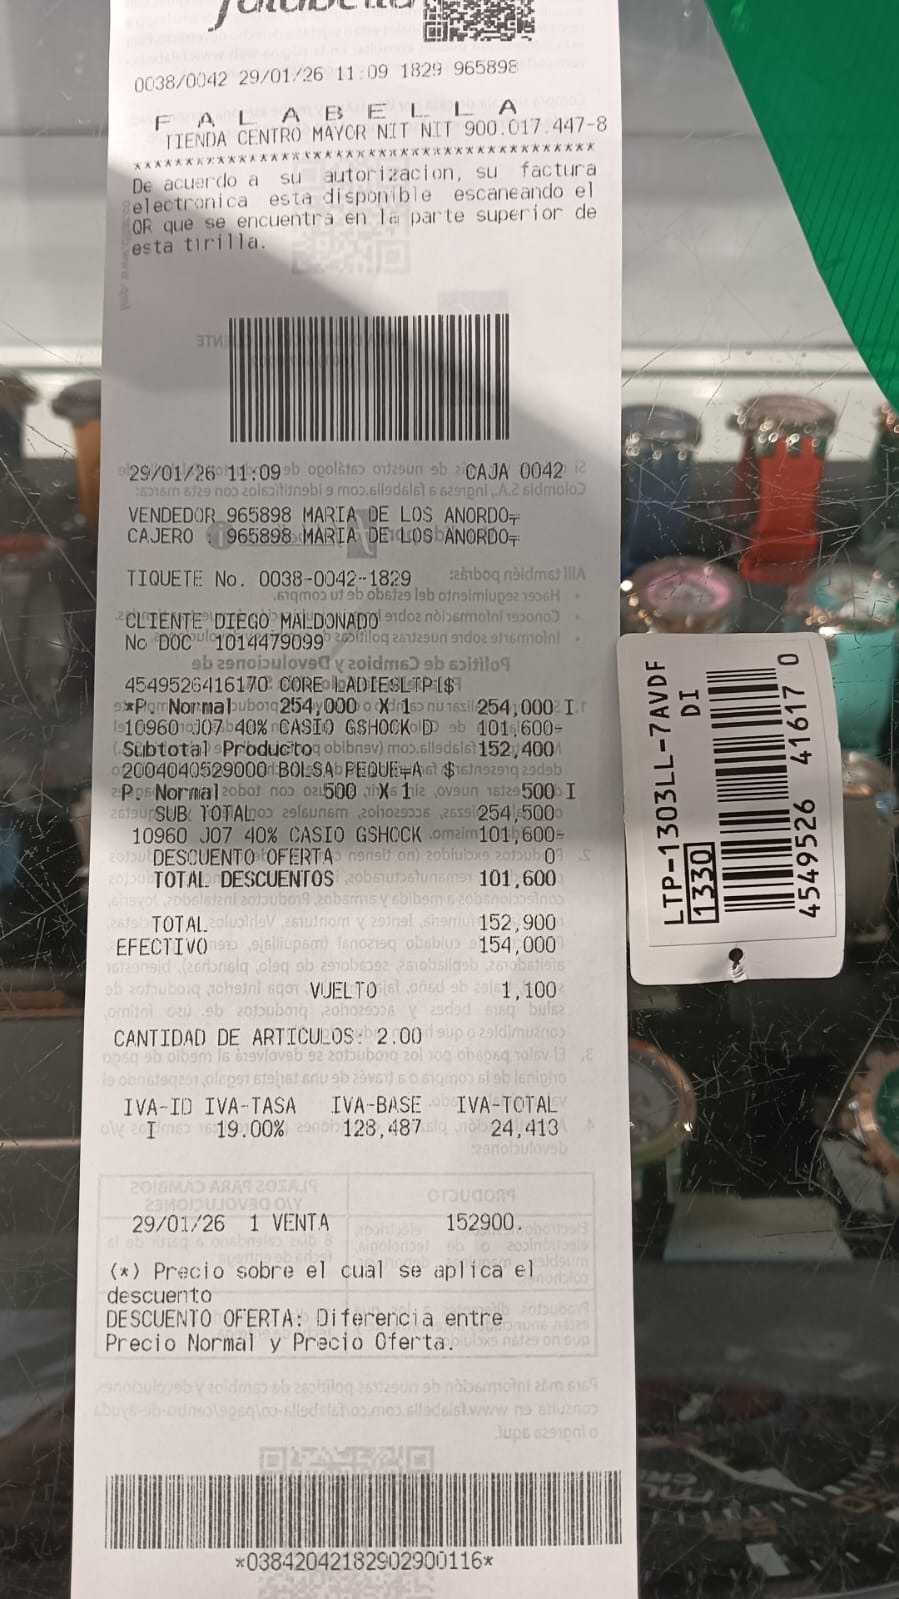 falabella
0038/0042 29/01/26 11:09 1829 965898
F A L A B E L L A
TIENDA CENTRO MAYOR NIT NIT 900.017.447-8
De acuerdo a su autorizacion, su factura
electronica esta disponible escaneando el
QR que se encuentra en la parte superior de
esta tirilla.
29/01/26 11:09 CAJA 0042
VENDEDOR 965898 MARIA DE LOS ANORDO
CAJERO : 965898 MARIA DE LOS ANORDO
TIQUETE No. 0038-0042-1829
CLIENTE DIEGO MALDONADO
No DOC 1014479099
4549526416170 CORE LADIESLTP1$
*P. Normal 254,000 X 1 254,000 I
10960 J07 40% CASIO GSHOCK D 101,600-
Subtotal Producto 152,400
2004040529000 BOLSA PEQUE¬A $
P. Normal 500 X 1 500 I
SUB TOTAL 254,500
10960 J07 40% CASIO GSHOCK 101,600-
DESCUENTO OFERTA 0
TOTAL DESCUENTOS 101,600
TOTAL 152,900
EFECTIVO 154,000
VUELTO 1,100
CANTIDAD DE ARTICULOS: 2.00
IVA-ID IVA-TASA IVA-BASE IVA-TOTAL
I 19.00% 128,487 24,413
29/01/26 1 VENTA 152900.
(*) Precio sobre el cual se aplica el
descuento
DESCUENTO OFERTA: Diferencia entre
Precio Normal y Precio Oferta.
*03842042182902900116*
LTP-1303LL-7AVDF
DI
1330
4549526 41617 0